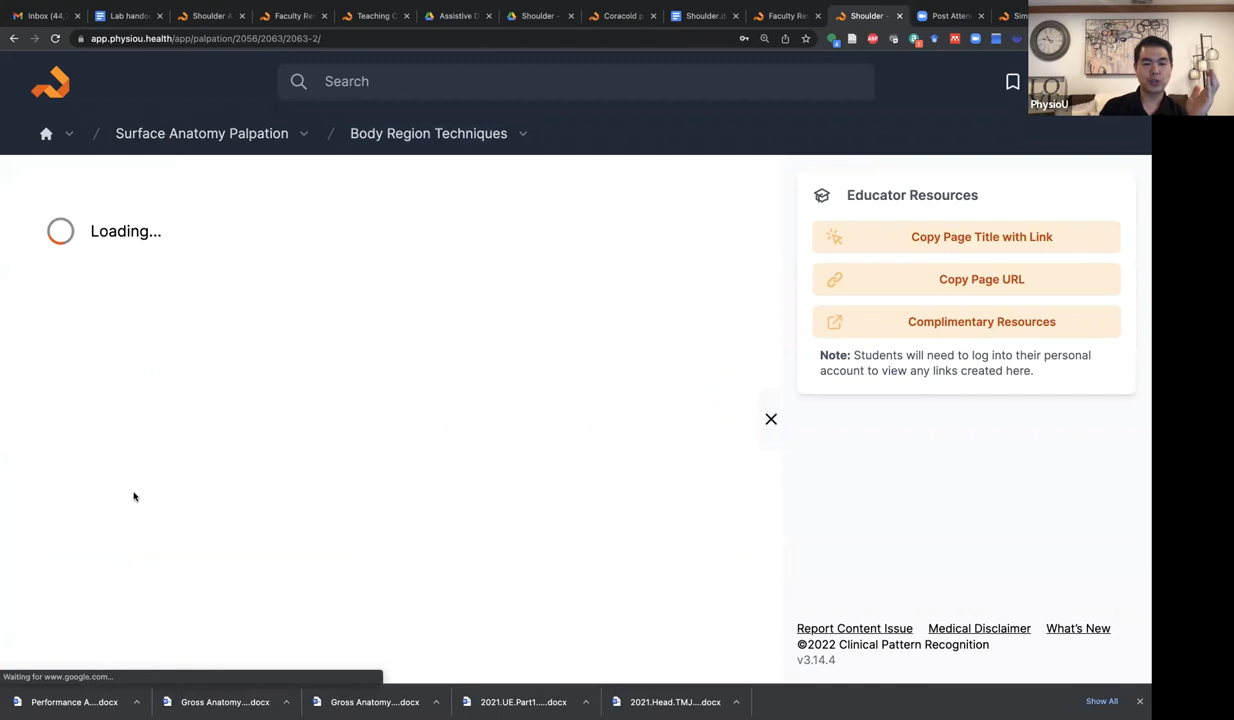 Inbox (44,
Lab hando
Shoulder A
Faculty Re
Teaching C
Assistive D
Shoulder -
Coracoid p
Shoulder.d
Faculty Re
Shoulder -
Post Atten
Sim
app.physiou.health/app/palpation/2056/2063/2063-2/
Search
PhysioU
/ Surface Anatomy Palpation / Body Region Techniques
Loading...
Educator Resources
Copy Page Title with Link
Copy Page URL
Complimentary Resources
Note: Students will need to log into their personal
account to view any links created here.
Report Content Issue Medical Disclaimer What's New
©2022 Clinical Pattern Recognition
v3.14.4
Waiting for www.google.com...
Performance A....docx
Gross Anatomy....docx
Gross Anatomy....docx
2021.UE.Part1.....docx
2021.Head.TMJ....docx
Show All